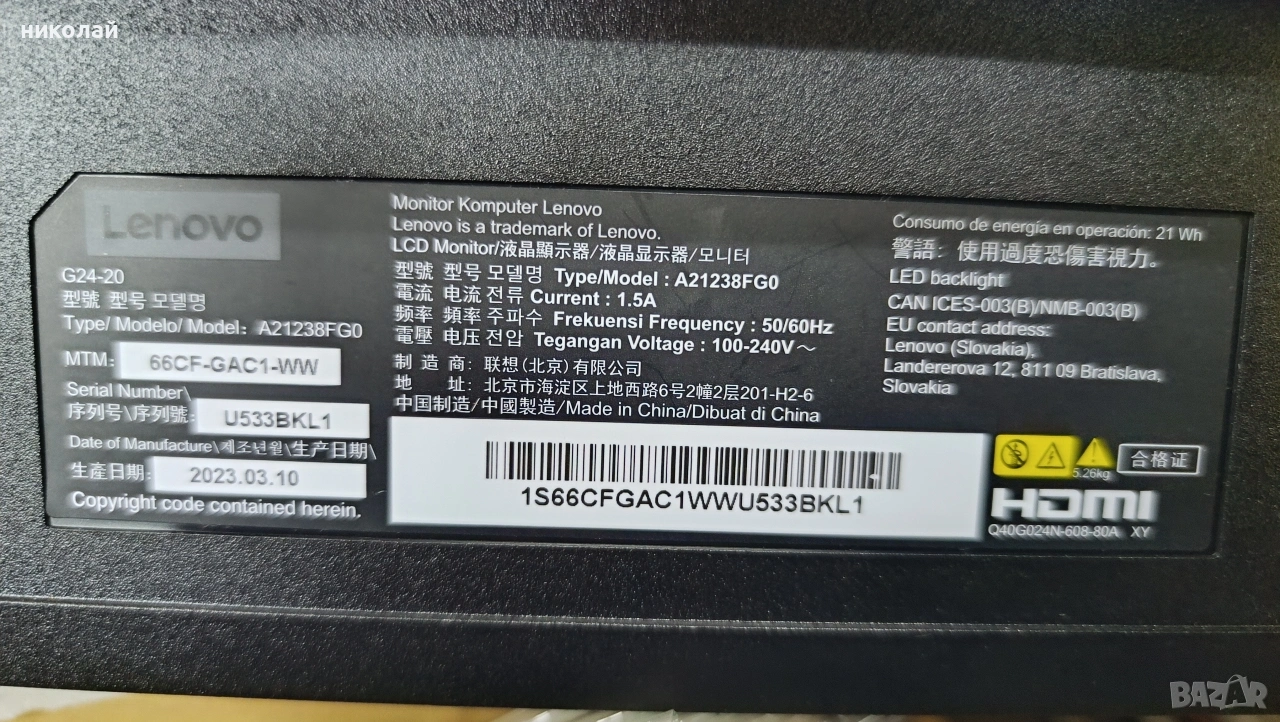 николай
Lenovo
G24-20
型號 型号 모델명
Type/ Modelo/ Model: A21238FG0
MTM: 66CF-GAC1-WW
Serial Number\
序列号\序列號: U533BKL1
Date of Manufacture\제조년월\生产日期\
生產日期: 2023.03.10
Copyright code contained herein.
Monitor Komputer Lenovo
Lenovo is a trademark of Lenovo.
LCD Monitor/液晶顯示器/液晶显示器/모니터
型號 型号 모델명 Type/Model : A21238FG0
電流 电流 전류 Current : 1.5A
频率 頻率 주파수 Frekuensi Frequency : 50/60Hz
電壓 电压 전압 Tegangan Voltage : 100-240V～
制 造 商: 联想(北京)有限公司
地 址: 北京市海淀区上地西路6号2幢2层201-H2-6
中国制造/中國製造/Made in China/Dibuat di China
1S66CFGAC1WWU533BKL1
Consumo de energía en operación: 21 Wh
警語: 使用過度恐傷害視力。
LED backlight
CAN ICES-003(B)/NMB-003(B)
EU contact address:
Lenovo (Slovakia),
Landererova 12, 811 09 Bratislava,
Slovakia
5.26kg
合格证
HDMI
Q40G024N-608-80A XY
BAZAR